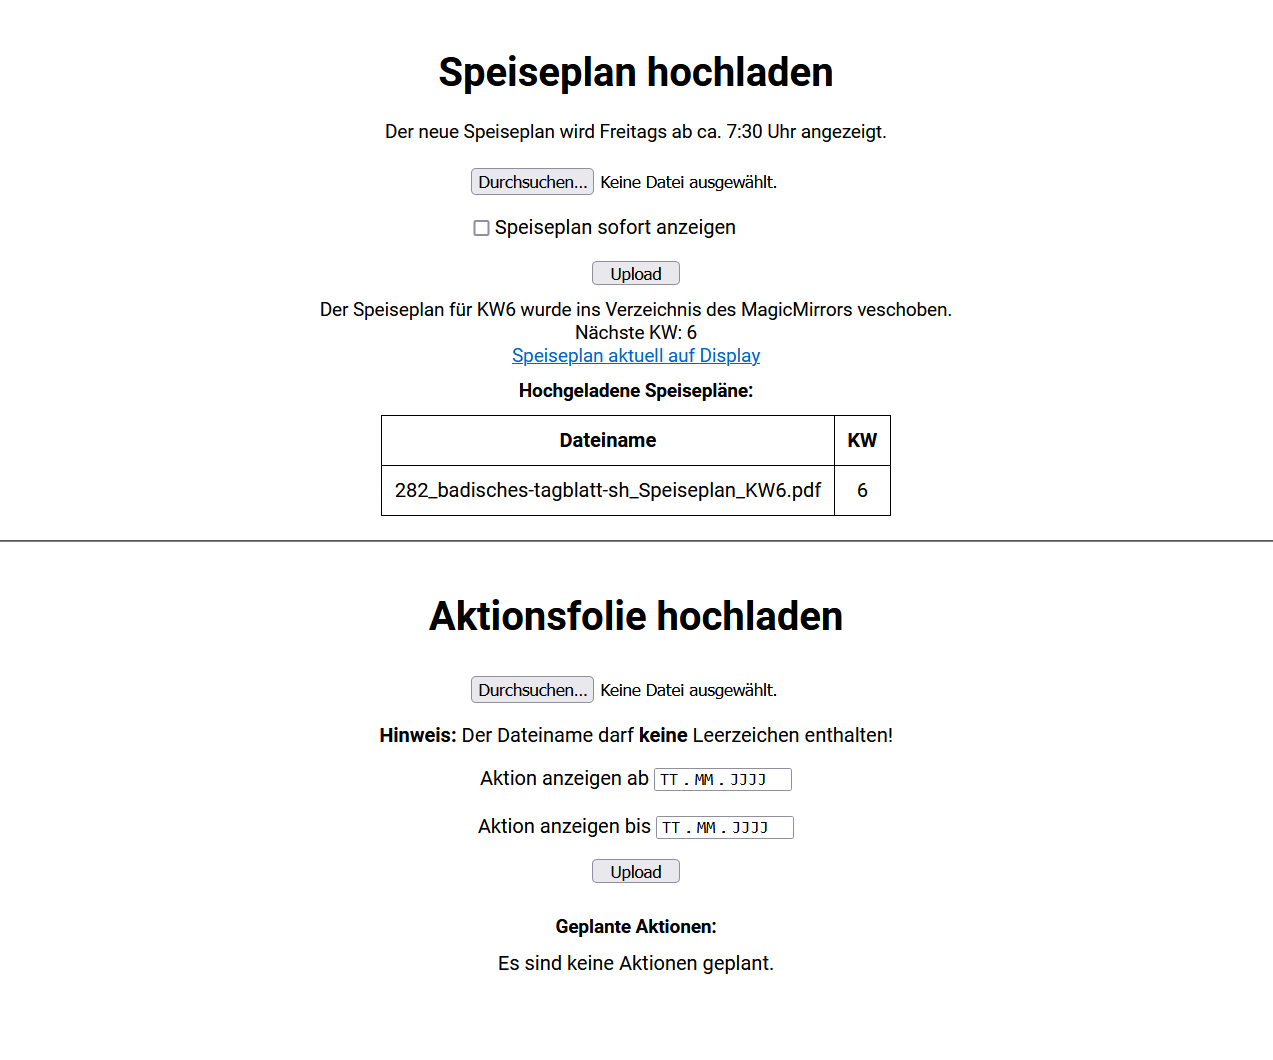 Speiseplan hochladen
Der neue Speiseplan wird Freitags ab ca. 7:30 Uhr angezeigt.
Durchsuchen... Keine Datei ausgewählt.
Speiseplan sofort anzeigen
Upload
Der Speiseplan für KW6 wurde ins Verzeichnis des MagicMirrors veschoben.
Nächste KW: 6
Speiseplan aktuell auf Display
Hochgeladene Speisepläne:
Dateiname KW
282_badisches-tagblatt-sh_Speiseplan_KW6.pdf 6
Aktionsfolie hochladen
Durchsuchen... Keine Datei ausgewählt.
Hinweis: Der Dateiname darf keine Leerzeichen enthalten!
Aktion anzeigen ab TT . MM . JJJJ
Aktion anzeigen bis TT . MM . JJJJ
Upload
Geplante Aktionen:
Es sind keine Aktionen geplant.